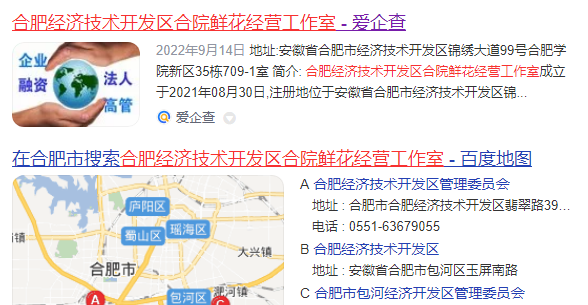 合肥经济技术开发区合院鲜花经营工作室 - 爱企查
企业
融资
法人
高管
2022年9月14日 地址:安徽省合肥市经济技术开发区锦绣大道99号合肥学
院新区35栋709-1室 简介: 合肥经济技术开发区合院鲜花经营工作室成立
于2021年08月30日,注册地位于安徽省合肥市经济技术开发区锦...
爱企查
在合肥市搜索合肥经济技术开发区合院鲜花经营工作室 - 百度地图
庐阳区
瑶海区
蜀山区
大兴镇
合肥市
淝河镇
包河区
A
C
A 合肥经济技术开发区管理委员会
地址 : 合肥市合肥经济技术开发区翡翠路39...
电话 : 0551-63679055
B 合肥经济技术开发区
地址 : 安徽省合肥市包河区玉屏南路
C 合肥市包河经济开发区管理委员会